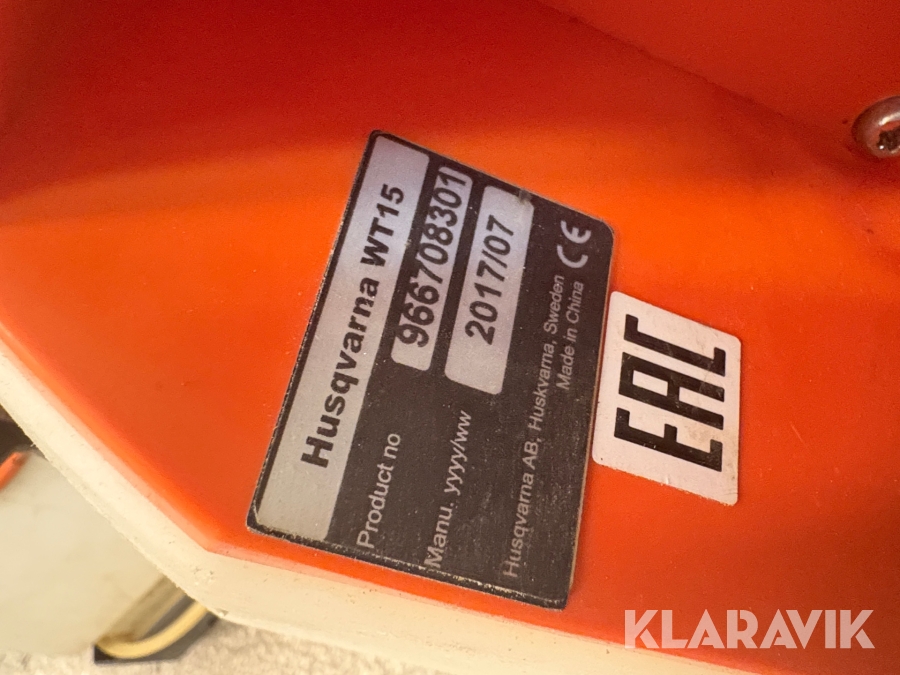 Husqvarna WT15
Product no 966708301
Manu. yyyy/ww 2017/07
Husqvarna AB, Huskvarna, Sweden
Made in China CE
EAC
KLARAVIK